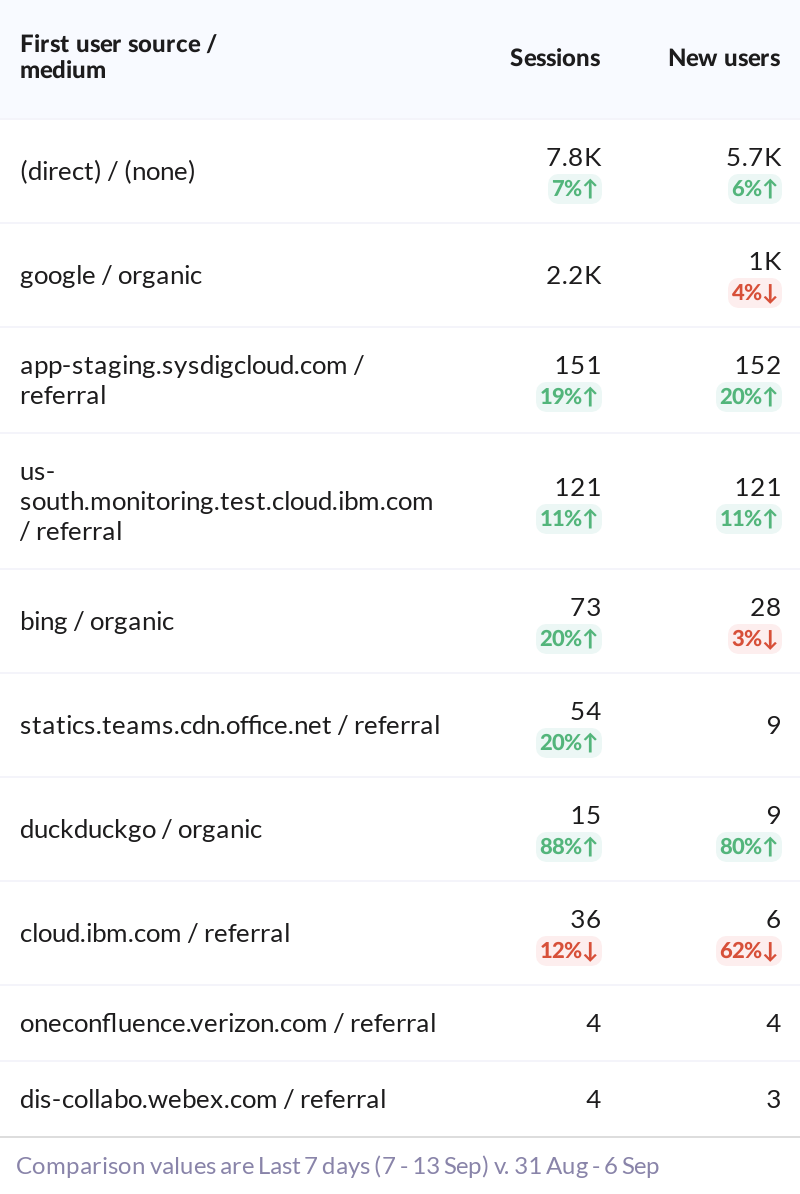 First user source /
medium
Sessions
New users
(direct) / (none)
7.8K
7%↑
5.7K
6%↑
google / organic
2.2K
1K
4%↓
app-staging.sysdigcloud.com /
referral
151
19%↑
152
20%↑
us-
south.monitoring.test.cloud.ibm.com
/ referral
121
11%↑
121
11%↑
bing / organic
73
20%↑
28
3%↓
statics.teams.cdn.office.net / referral
54
20%↑
9
duckduckgo / organic
15
88%↑
9
80%↑
cloud.ibm.com / referral
36
12%↓
6
62%↓
oneconfluence.verizon.com / referral
4
4
dis-collabo.webex.com / referral
4
3
Comparison values are Last 7 days (7 - 13 Sep) v. 31 Aug - 6 Sep